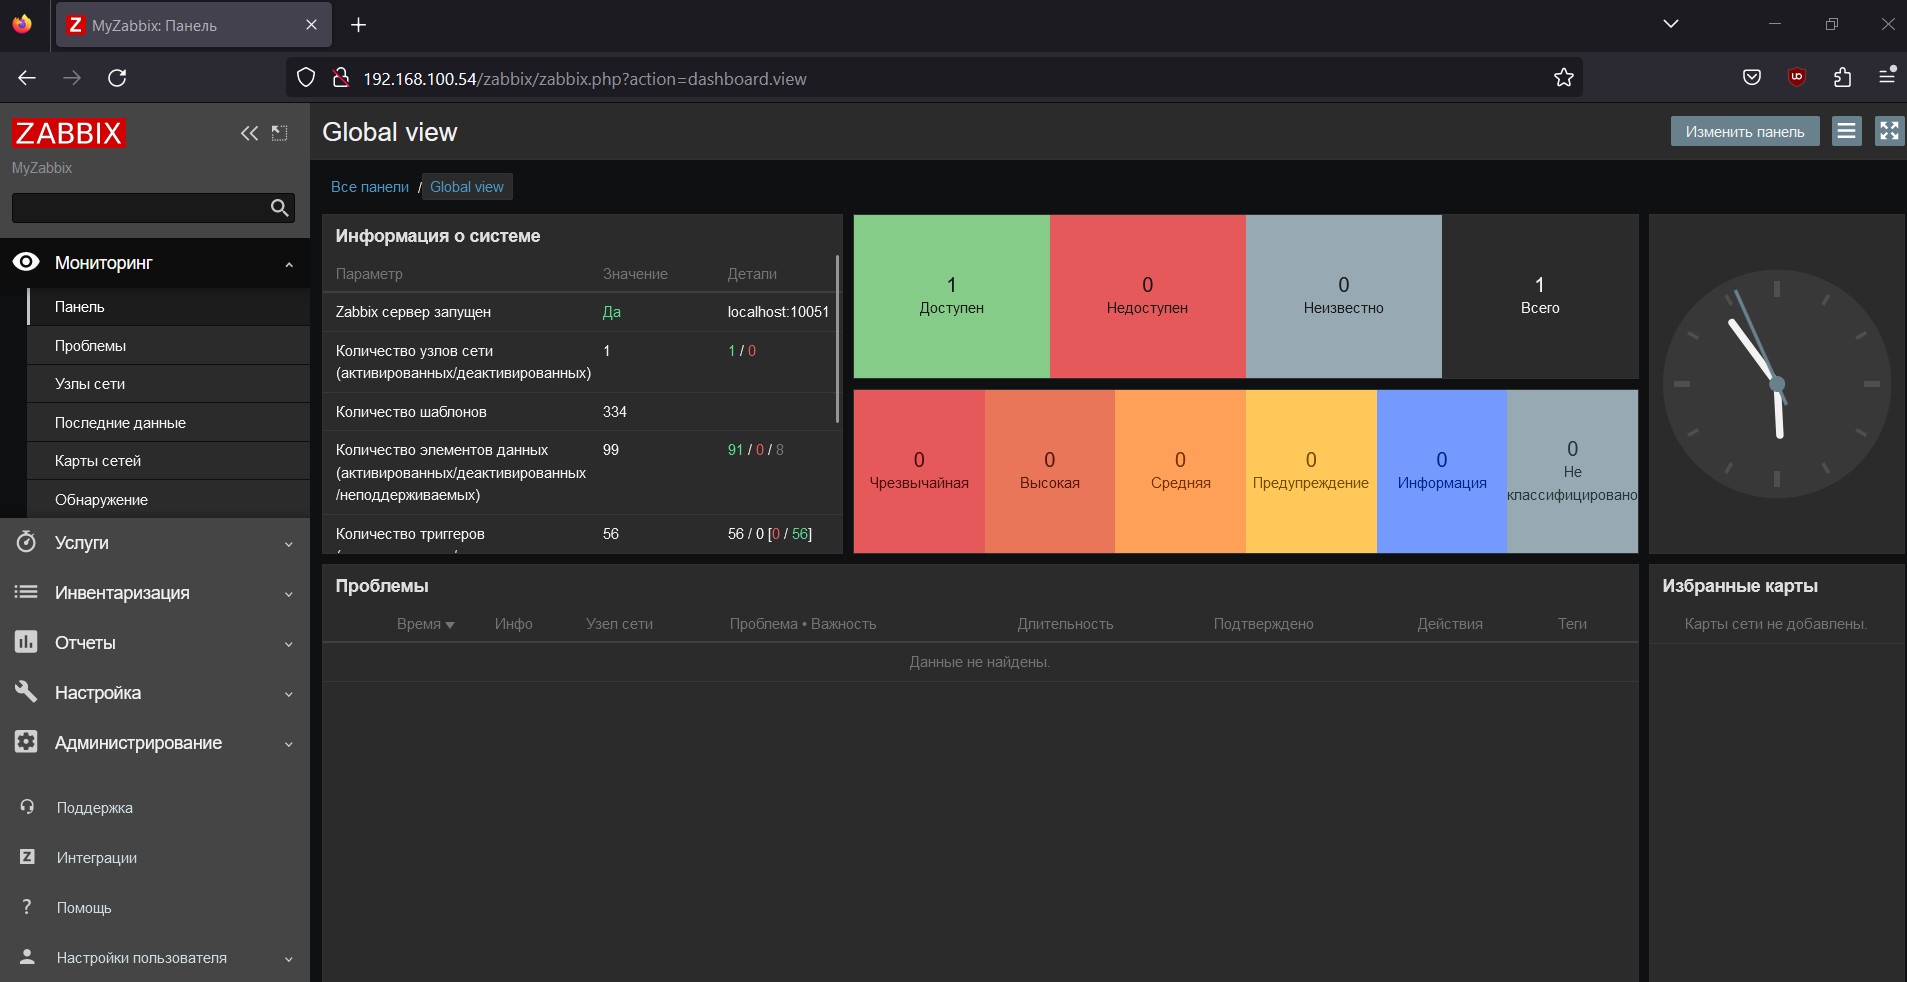 MyZabbix: Панель
192.168.100.54/zabbix/zabbix.php?action=dashboard.view
ZABBIX
MyZabbix
Мониторинг
Панель
Проблемы
Узлы сети
Последние данные
Карты сетей
Обнаружение
Услуги
Инвентаризация
Отчеты
Настройка
Администрирование
Поддержка
Интеграции
Помощь
Настройки пользователя
Global view
Изменить панель
Все панели / Global view
Информация о системе
Параметр Значение Детали
Zabbix сервер запущен Да localhost:10051
Количество узлов сети 1 1 / 0
(активированных/деактивированных)
Количество шаблонов 334
Количество элементов данных 99 91 / 0 / 8
(активированных/деактивированных
/неподдерживаемых)
Количество триггеров 56 56 / 0 [0 / 56]
1
Доступен
0
Недоступен
0
Неизвестно
1
Всего
0
Чрезвычайная
0
Высокая
0
Средняя
0
Предупреждение
0
Информация
0
Не
классифицировано
Проблемы
Время Инфо Узел сети Проблема • Важность Длительность Подтверждено Действия Теги
Данные не найдены.
Избранные карты
Карты сети не добавлены.